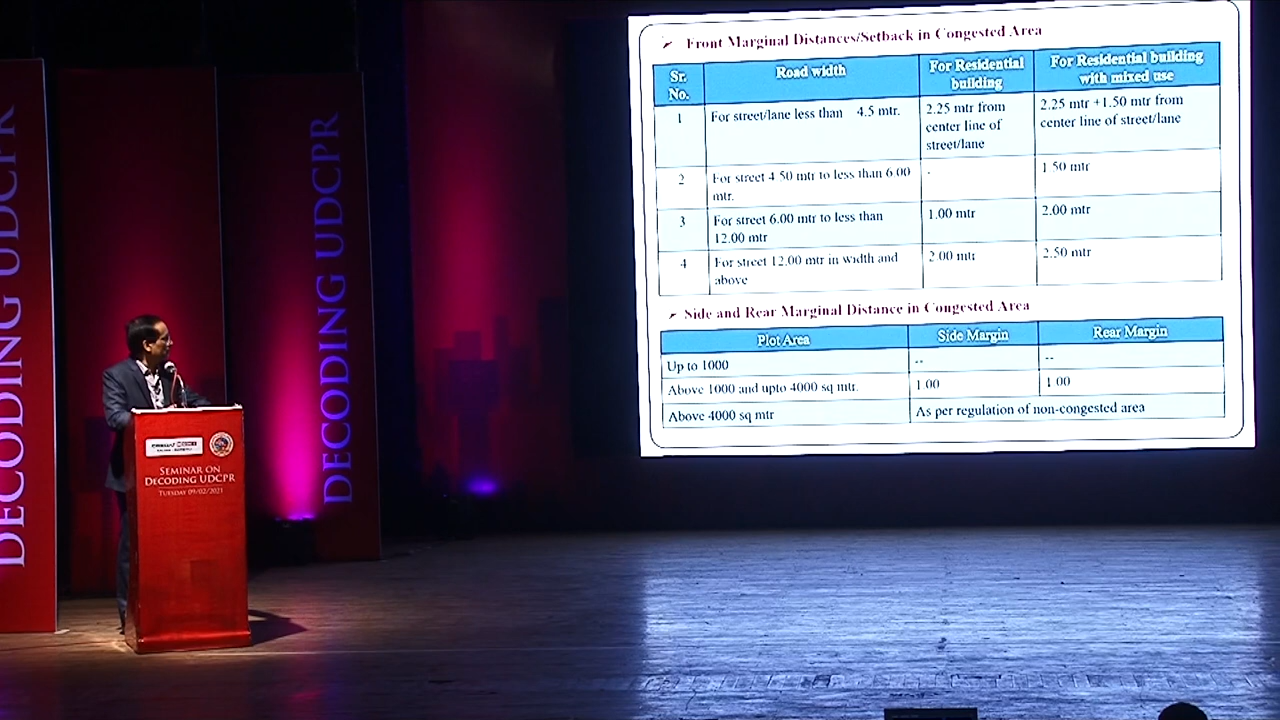 DECODING UDCPR
DECODING UDCPR
SEMINAR ON
DECODING UDCPR
TUESDAY 09/02/2021
➢ Front Marginal Distances/Setback in Congested Area
Sr. No. Road width For Residential building For Residential building with mixed use
1 For street/lane less than 4.5 mtr. 2.25 mtr from center line of street/lane 2.25 mtr +1.50 mtr from center line of street/lane
2 For street 4.50 mtr to less than 6.00 mtr. - 1.50 mtr
3 For street 6.00 mtr to less than 12.00 mtr 1.00 mtr 2.00 mtr
4 For street 12.00 mtr in width and above 2.00 mtr 2.50 mtr
➢ Side and Rear Marginal Distance in Congested Area
Plot Area Side Margin Rear Margin
Up to 1000 -- --
Above 1000 and upto 4000 sq mtr. 1.00 1.00
Above 4000 sq mtr As per regulation of non-congested area